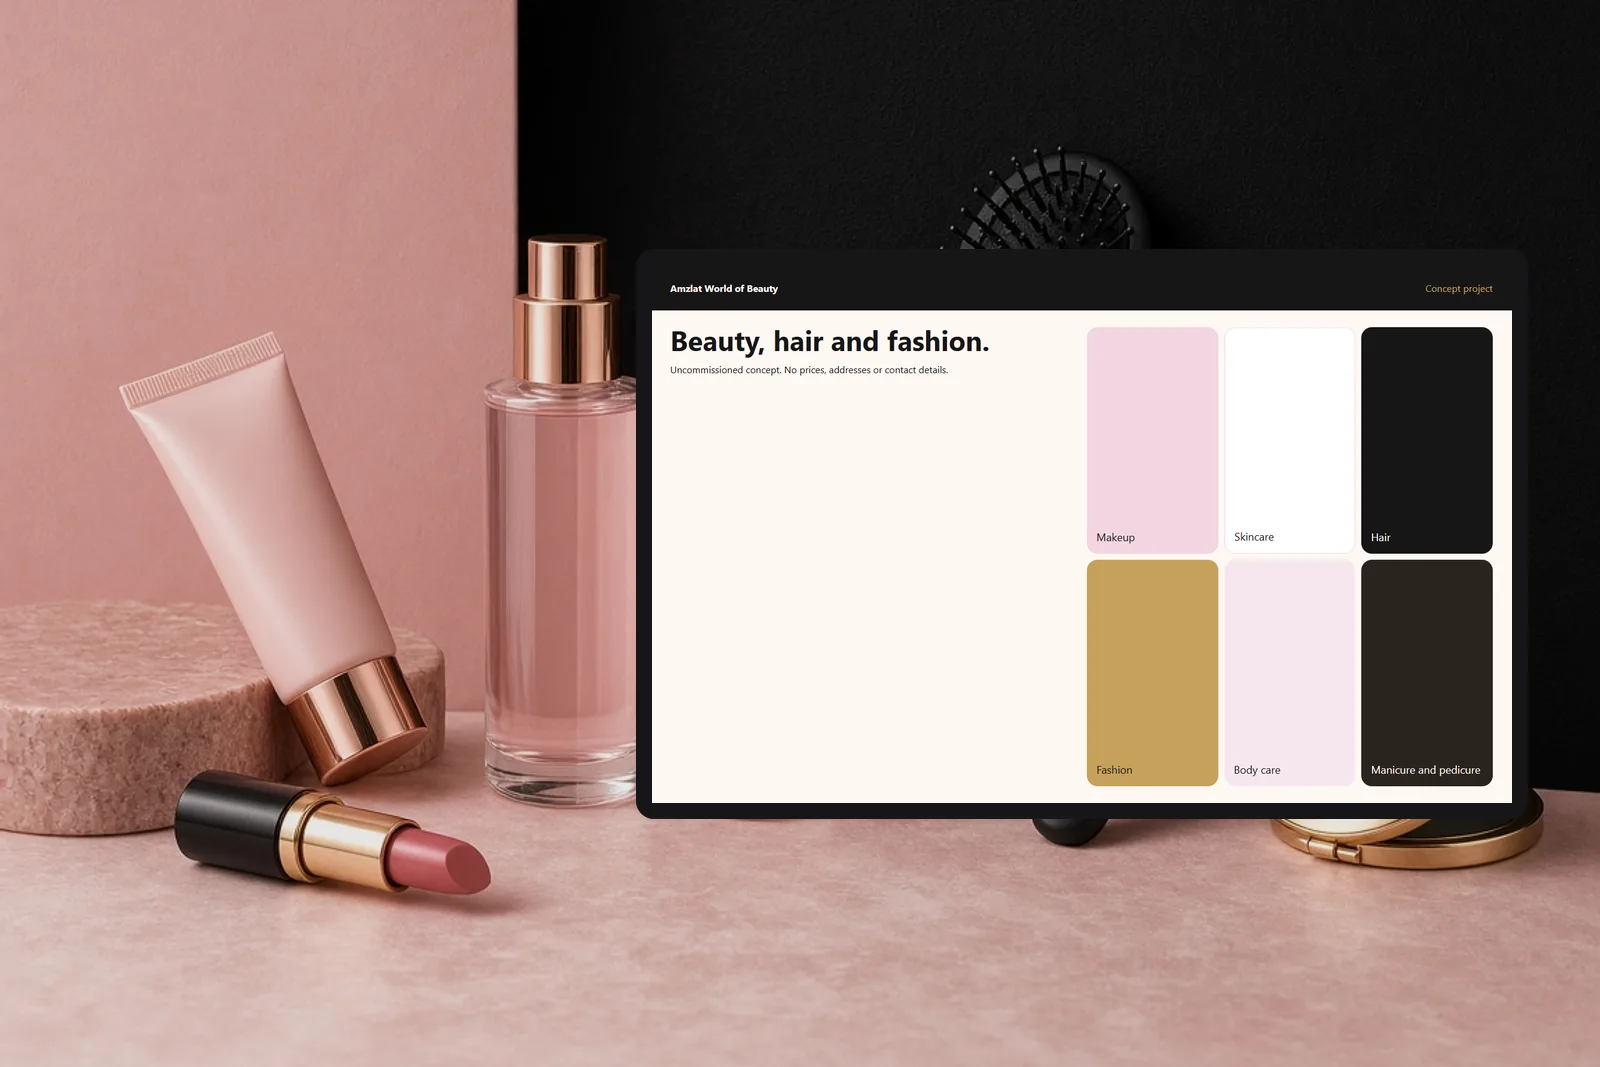 Amzlat World of Beauty
Concept project
Beauty, hair and fashion.
Uncommissioned concept. No prices, addresses or contact details.
Makeup
Skincare
Hair
Fashion
Body care
Manicure and pedicure